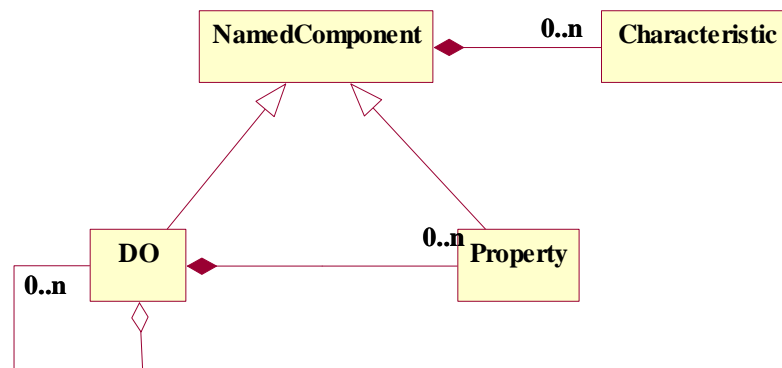 NamedComponent
0..n
Characteristic
DO
0..n
Property
0..n